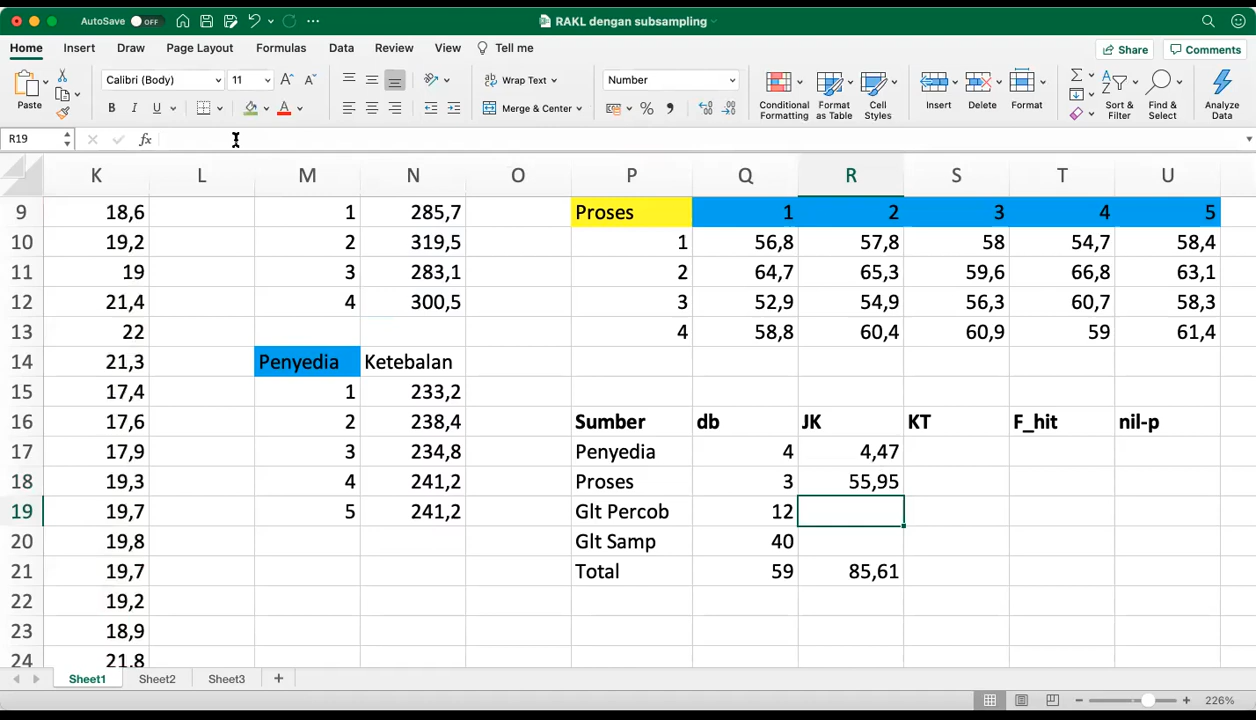 AutoSave OFF ... RAKL dengan subsampling
Home Insert Draw Page Layout Formulas Data Review View Tell me Share Comments
Paste Calibri (Body) 11 Wrap Text Number Conditional Formatting Format as Table Cell Styles Insert Delete Format Sort & Filter Find & Select Analyze Data
B I U A Merge & Center %
R19 fx
K L M N O P Q R S T U
9 18,6 1 285,7 Proses 1 2 3 4 5
10 19,2 2 319,5 1 56,8 57,8 58 54,7 58,4
11 19 3 283,1 2 64,7 65,3 59,6 66,8 63,1
12 21,4 4 300,5 3 52,9 54,9 56,3 60,7 58,3
13 22 4 58,8 60,4 60,9 59 61,4
14 21,3 Penyedia Ketebalan
15 17,4 1 233,2
16 17,6 2 238,4 Sumber db JK KT F_hit nil-p
17 17,9 3 234,8 Penyedia 4 4,47
18 19,3 4 241,2 Proses 3 55,95
19 19,7 5 241,2 Glt Percob 12
20 19,8 Glt Samp 40
21 19,7 Total 59 85,61
22 19,2
23 18,9
24 21,8
Sheet1 Sheet2 Sheet3 +
226%